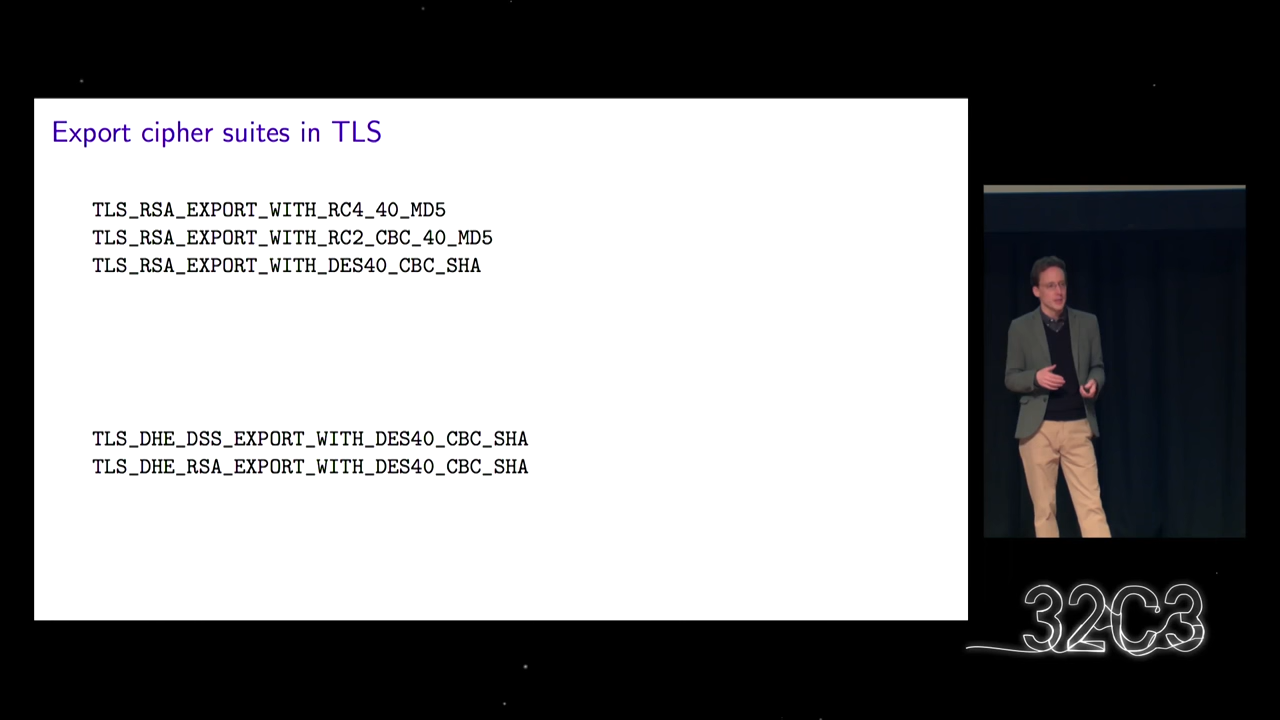 Export cipher suites in TLS
TLS_RSA_EXPORT_WITH_RC4_40_MD5
TLS_RSA_EXPORT_WITH_RC2_CBC_40_MD5
TLS_RSA_EXPORT_WITH_DES40_CBC_SHA
TLS_DHE_DSS_EXPORT_WITH_DES40_CBC_SHA
TLS_DHE_RSA_EXPORT_WITH_DES40_CBC_SHA
32C3